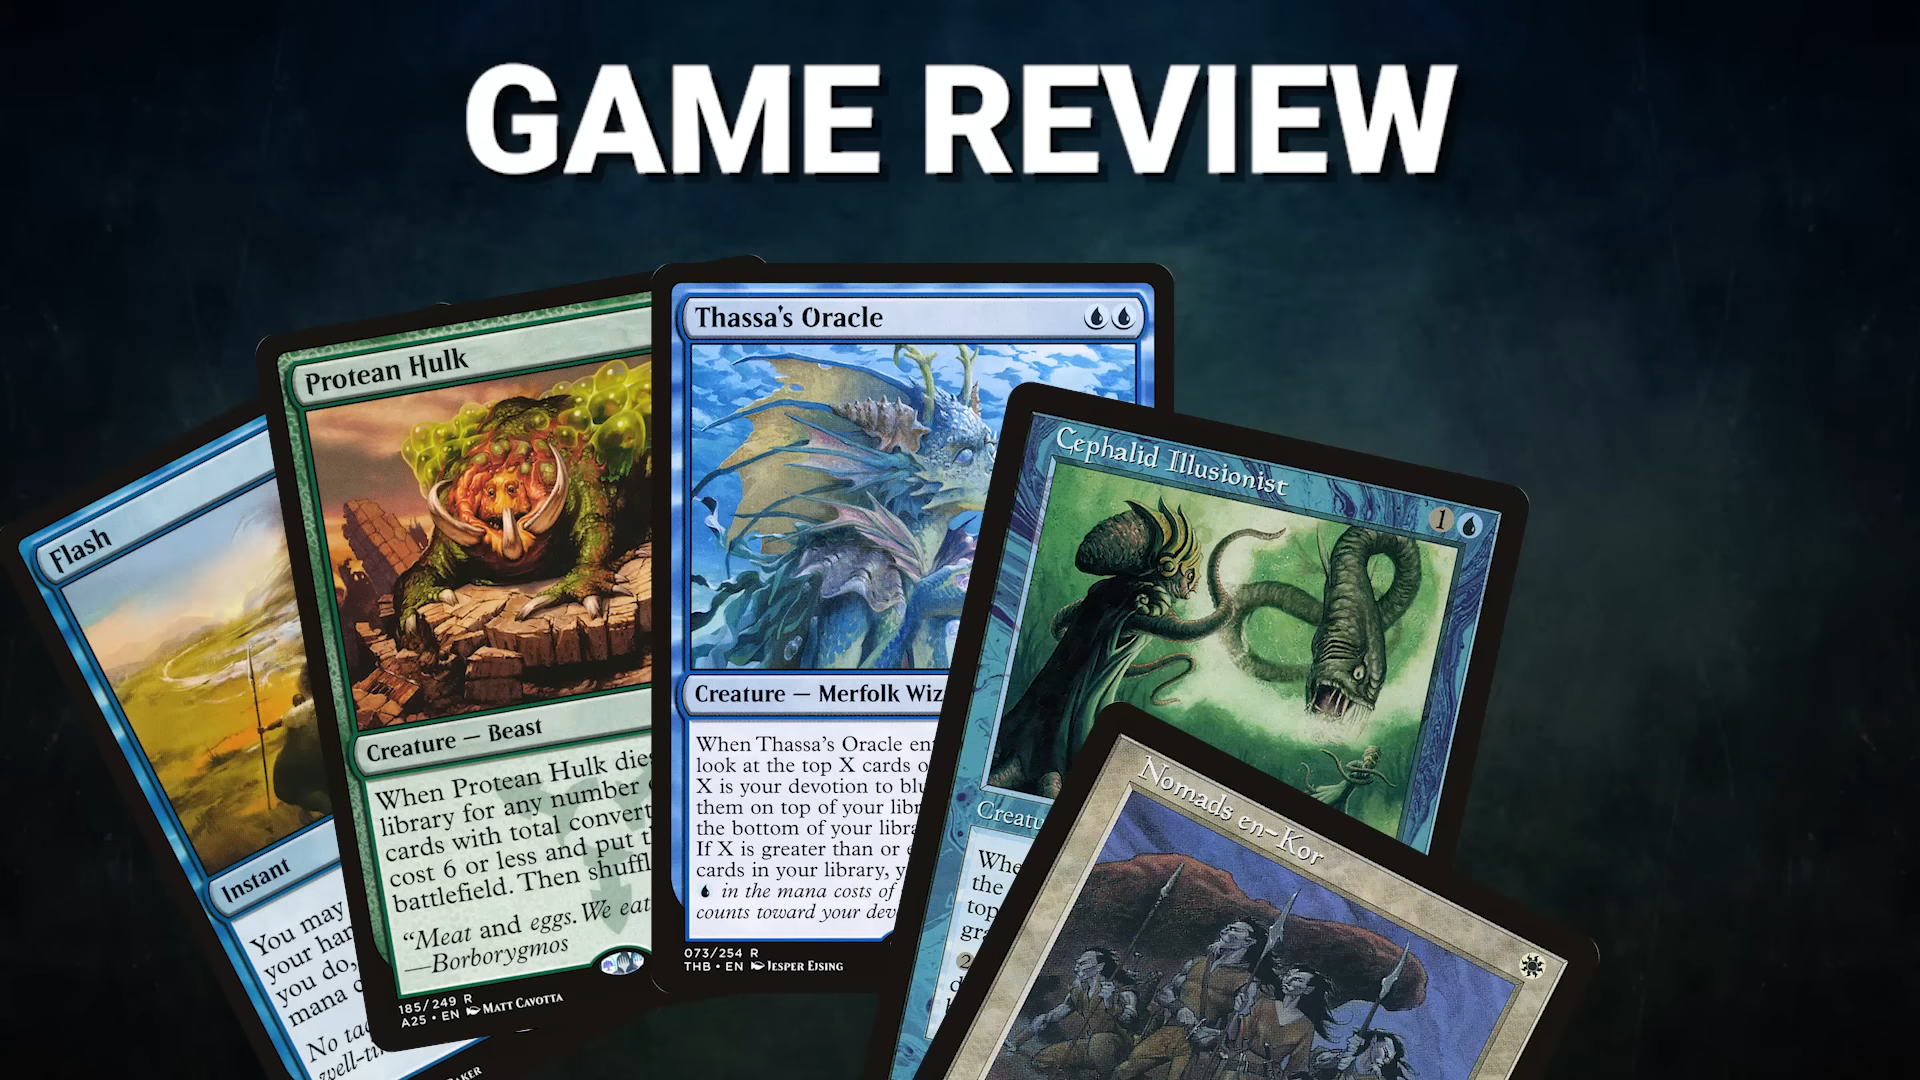 GAME REVIEW
Flash
Instant
You may
your har
you do,
mana
No ta
well-ti
Protean Hulk
Creature — Beast
When Protean Hulk dies
library for any number
cards with total convert
cost 6 or less and put t
battlefield. Then shuffl
“Meat and eggs. We eat
—Borborygmos
185/249 R
A25 • EN MATT CAVOTTA
Thassa's Oracle
Creature — Merfolk Wiz
When Thassa's Oracle en
look at the top X cards o
X is your devotion to blu
them on top of your libr
the bottom of your libra
If X is greater than or e
cards in your library, y
in the mana costs of
counts toward your dev
073/254 R
THB • EN JESPER EISING
Cephalid Illusionist
1
Creatu
Whe
the
top
gra
2
Nomads en-Kor